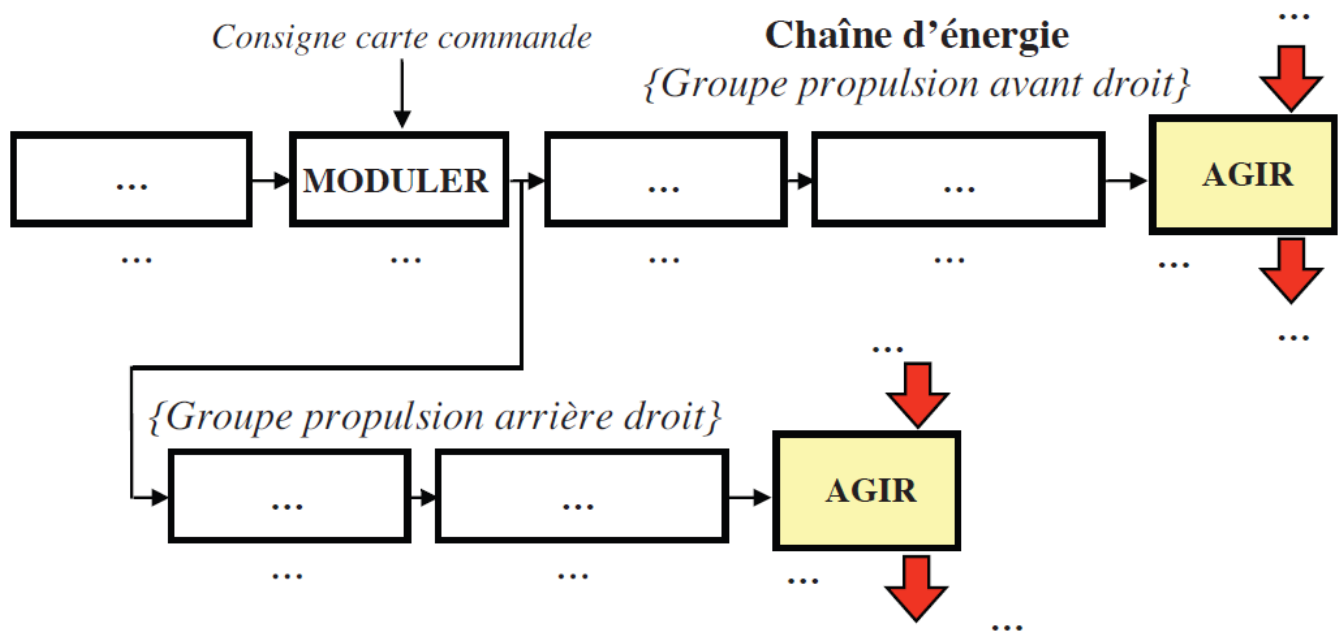 ...
Consigne carte commande
Chaîne d'énergie
{Groupe propulsion avant droit}
... MODULER ... ... AGIR
... ... ... ... ...
...
...
{Groupe propulsion arrière droit}
... ... AGIR
... ... ...
...